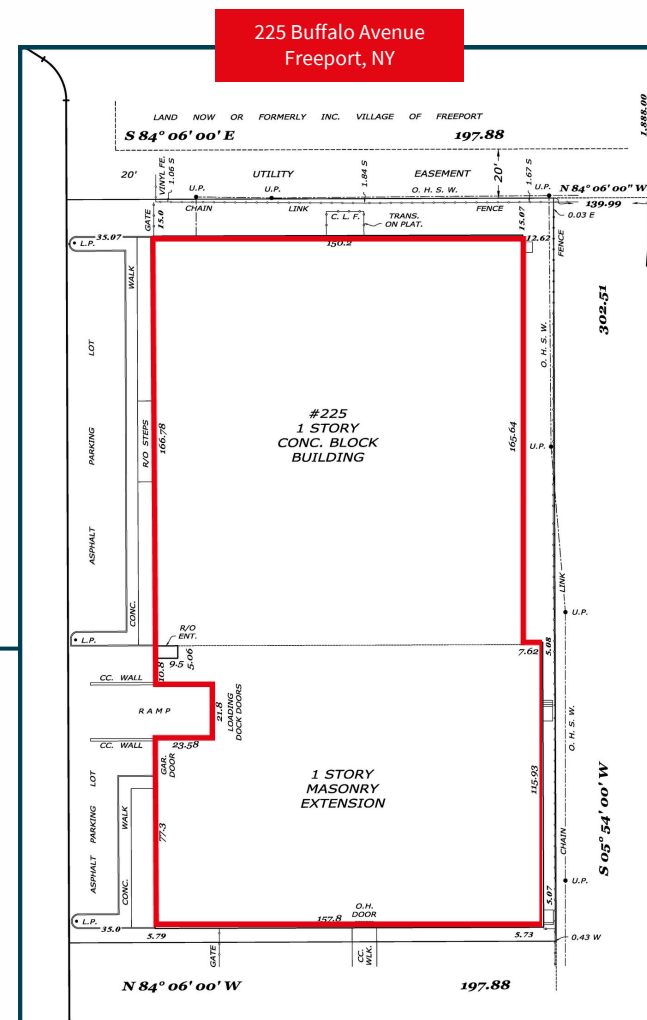 225 Buffalo Avenue
Freeport, NY
1,888.00
LAND NOW OR FORMERLY INC. VILLAGE OF FREEPORT
S 84° 06' 00' E 197.88
20' VINYL FE. 1.06 S UTILITY 1.84 S EASEMENT 20' 1.67 S
U.P. U.P. O. H. S. W. U.P. N 84° 06' 00" W
139.99
GATE 15.0 CHAIN LINK C. L. F. TRANS. ON PLAT. FENCE 15.07 0.03 E
35.07 150.2 12.62
L.P. FENCE
WALK
302.51
O. H. S. W.
LOT
PARKING
ASPHALT
R/O STEPS
166.78
#225
1 STORY
CONC. BLOCK
BUILDING
165.64
U.P.
LINK
U.P.
CONC.
L.P.
R/O
ENT.
10.8 9.5 5.06 7.62 5.08
CC. WALL
RAMP
21.8
LOADING
DOCK DOORS
CC. WALL 23.58
GAR.
DOOR
O. H. S. W.
1 STORY
MASONRY
EXTENSION
115.93
S 05° 54' 00' W
LOT
PARKING
ASPHALT
WALK
CONC.
77.3
CHAIN
U.P.
5.07
O.H.
DOOR
157.8
L.P.
35.0
5.79 5.73 0.43 W
GATE
CC.
WLK.
N 84° 06' 00' W 197.88